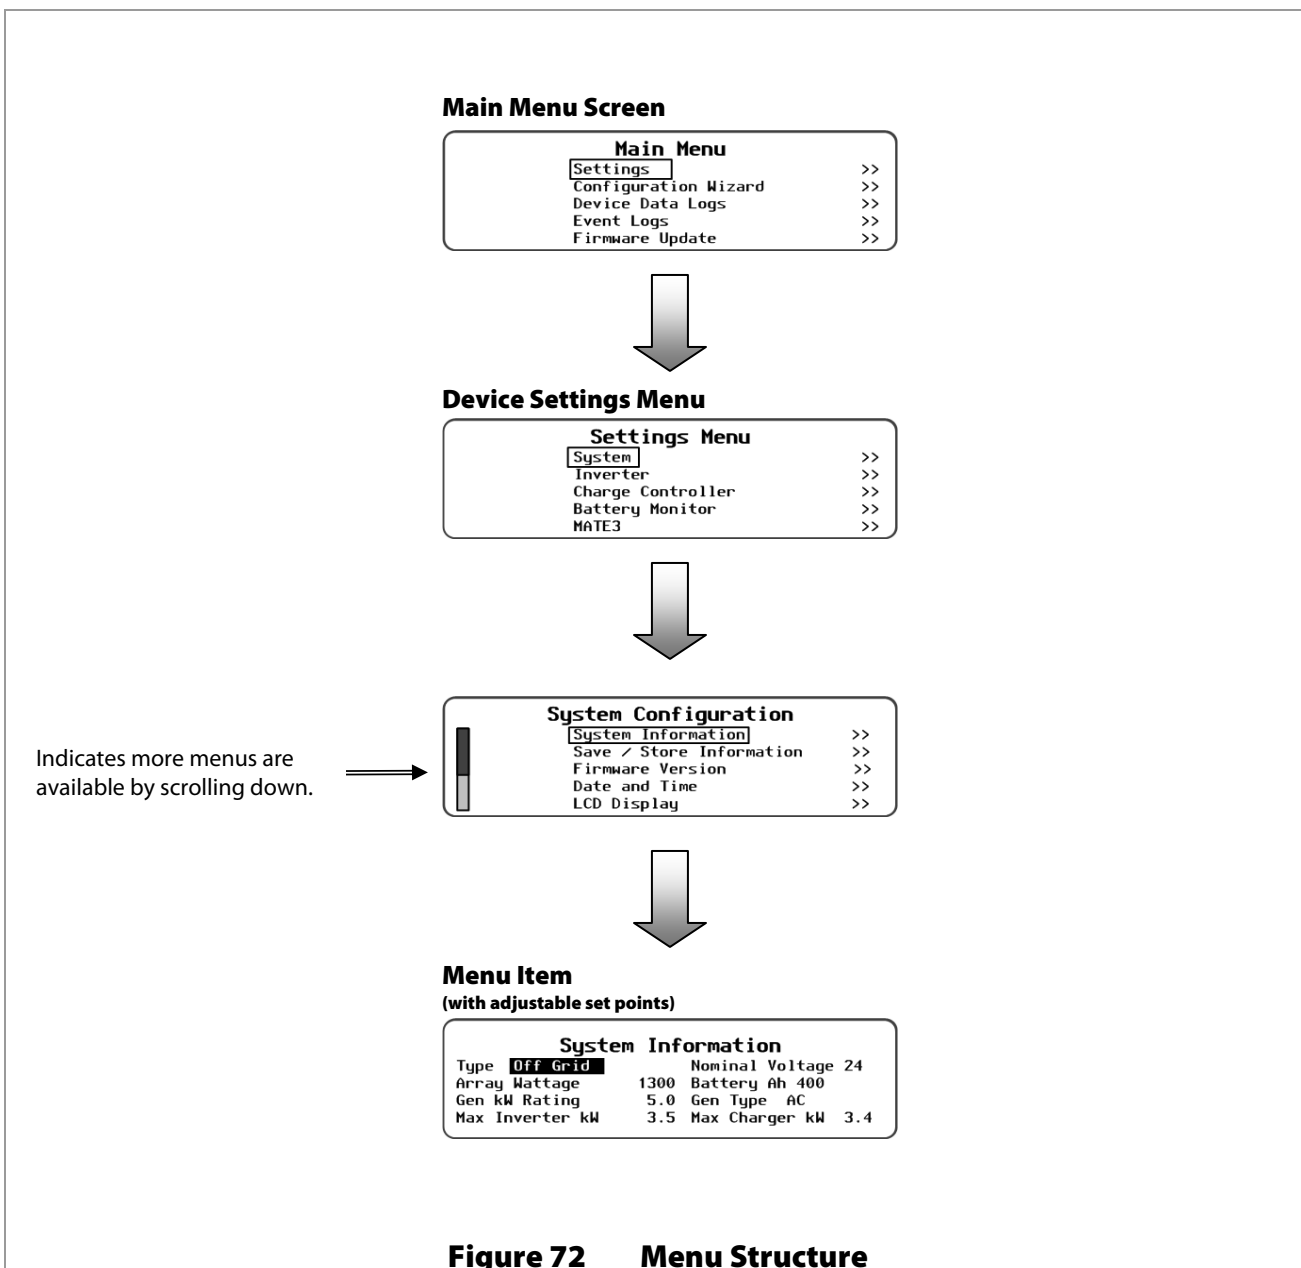 Main Menu Screen
Main Menu
Settings >>
Configuration Wizard >>
Device Data Logs >>
Event Logs >>
Firmware Update >>
Device Settings Menu
Settings Menu
System >>
Inverter >>
Charge Controller >>
Battery Monitor >>
MATE3 >>
Indicates more menus are
available by scrolling down.
System Configuration
System Information >>
Save / Store Information >>
Firmware Version >>
Date and Time >>
LCD Display >>
Menu Item
(with adjustable set points)
System Information
Type Off Grid Nominal Voltage 24
Array Wattage 1300 Battery Ah 400
Gen kW Rating 5.0 Gen Type AC
Max Inverter kW 3.5 Max Charger kW 3.4
Figure 72 Menu Structure